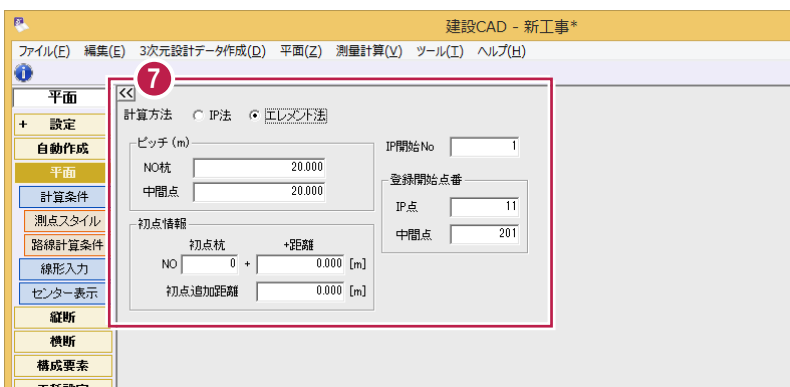 建設CAD - 新工事*
ファイル(F) 編集(E) 3次元設計データ作成(D) 平面(Z) 測量計算(V) ツール(T) ヘルプ(H)
7
平面
<<
計算方法 IP法 エレメント法
+ 設定
自動作成
平面
計算条件
測点スタイル
路線計算条件
線形入力
センター表示
縦断
横断
構成要素
ピッチ(m)
NO杭 20.000
中間点 20.000
IP開始No 1
登録開始点番
IP点 11
中間点 201
初点情報
初点杭 +距離
NO 0 + 0.000 [m]
初点追加距離 0.000 [m]